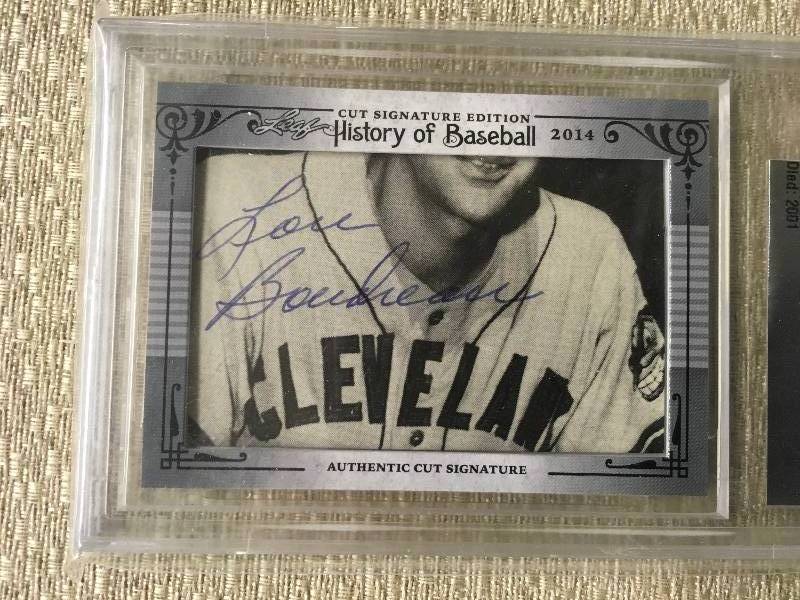 CUT SIGNATURE EDITION
Leaf History of Baseball 2014
Lou
Boudreau
CLEVELAN
AUTHENTIC CUT SIGNATURE
Died: 2001